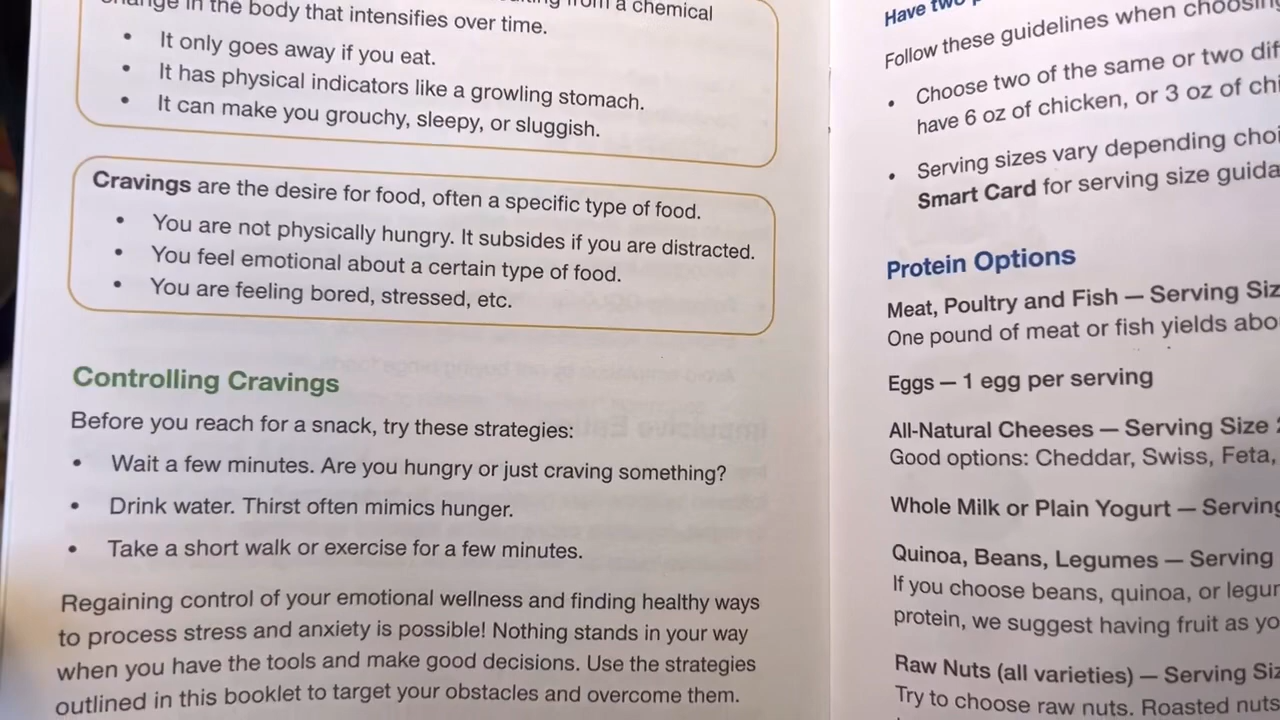 from a chemical
in the body that intensifies over time.
• It only goes away if you eat.
• It has physical indicators like a growling stomach.
• It can make you grouchy, sleepy, or sluggish.
Cravings are the desire for food, often a specific type of food.
• You are not physically hungry. It subsides if you are distracted.
• You feel emotional about a certain type of food.
• You are feeling bored, stressed, etc.
Controlling Cravings
Before you reach for a snack, try these strategies:
• Wait a few minutes. Are you hungry or just craving something?
• Drink water. Thirst often mimics hunger.
• Take a short walk or exercise for a few minutes.
Regaining control of your emotional wellness and finding healthy ways
to process stress and anxiety is possible! Nothing stands in your way
when you have the tools and make good decisions. Use the strategies
outlined in this booklet to target your obstacles and overcome them.
Have two
Follow these guidelines when
• Choose two of the same or two
have 6 oz of chicken, or 3 oz of
• Serving sizes vary depending
Smart Card for serving size
Protein Options
Meat, Poultry and Fish — Serving
One pound of meat or fish yields
Eggs — 1 egg per serving
All-Natural Cheeses — Serving Size
Good options: Cheddar, Swiss, Feta,
Whole Milk or Plain Yogurt —
Quinoa, Beans, Legumes — Serving
If you choose beans, quinoa, or
protein, we suggest having fruit as
Raw Nuts (all varieties) — Serving
Try to choose raw nuts. Roasted nuts